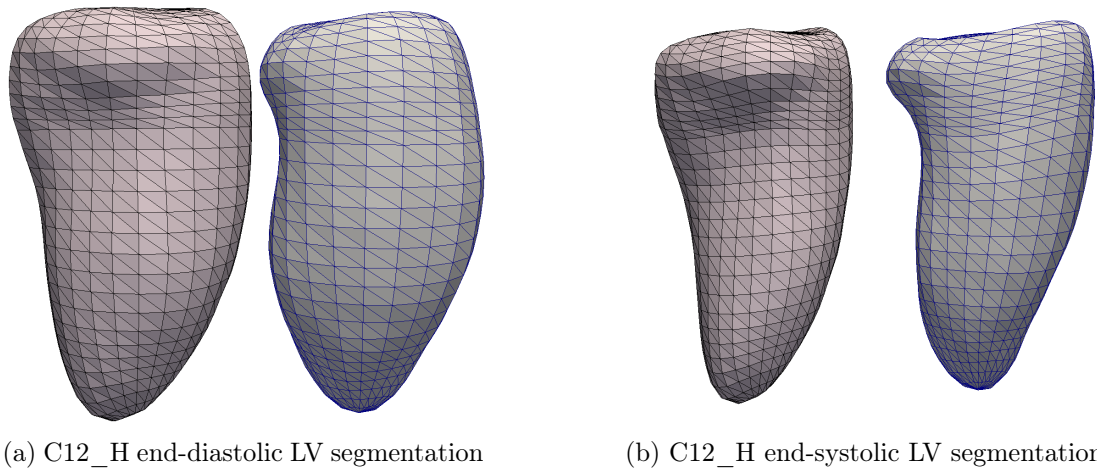 (a) C12_H end-diastolic LV segmentation
(b) C12_H end-systolic LV segmentation